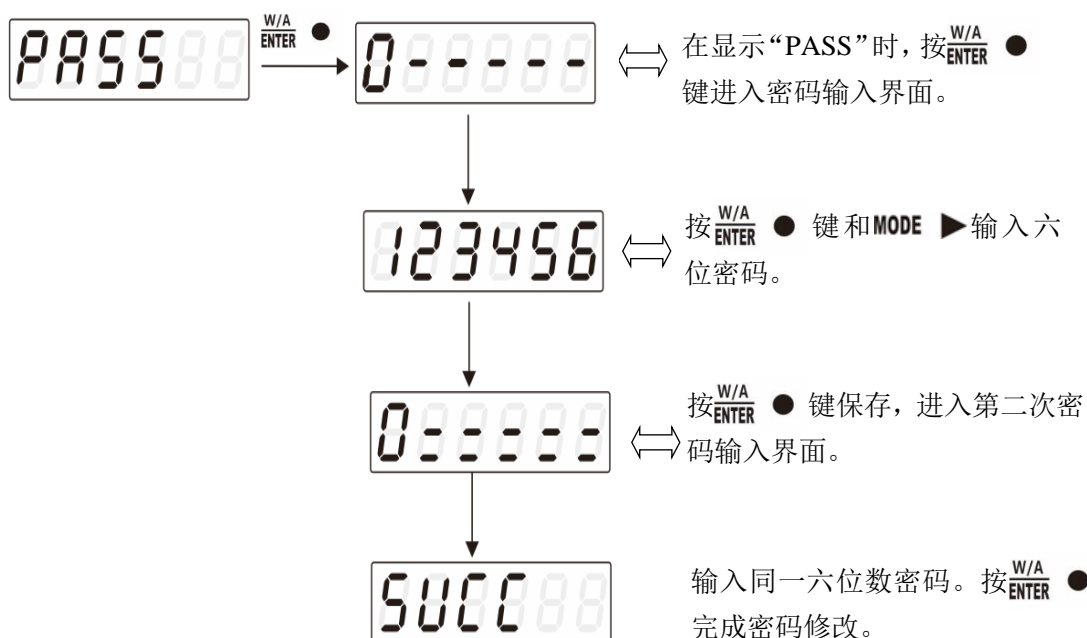 PASS
W/A
ENTER
0-----
在显示“PASS”时,按W/A ENTER ●
键进入密码输入界面。
123456
按W/A ENTER ● 键和MODE ▶输入六
位密码。
0=====
按W/A ENTER ● 键保存,进入第二次密
码输入界面。
SUCC
输入同一六位数密码。按W/A ENTER ●
完成密码修改。